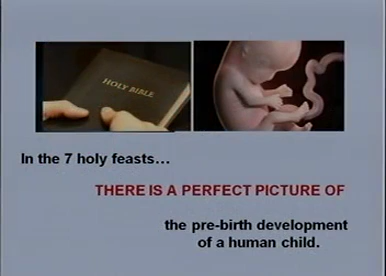 HOLY BIBLE
In the 7 holy feasts...
THERE IS A PERFECT PICTURE OF
the pre-birth development
of a human child.